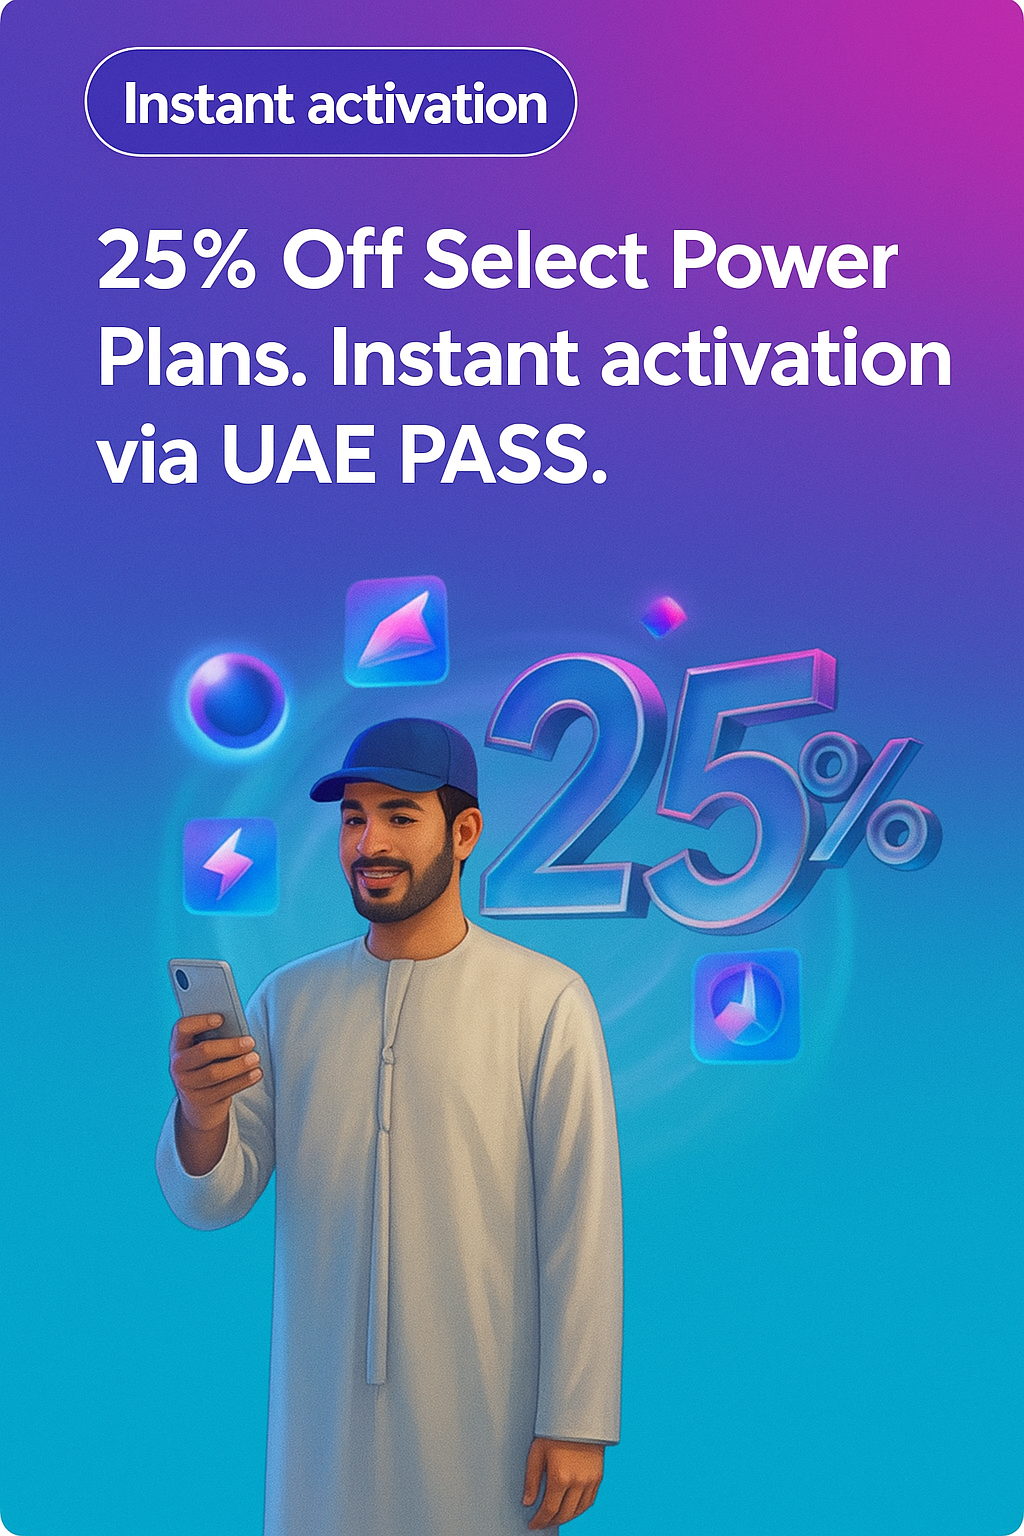 Instant activation
25% Off Select Power
Plans. Instant activation
via UAE PASS.
25%